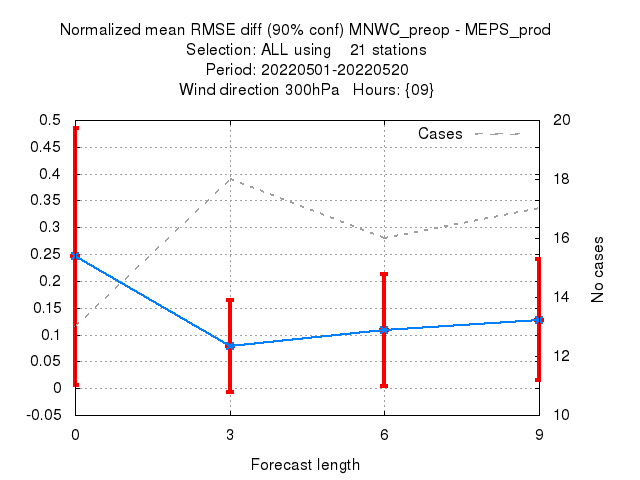 Normalized mean RMSE diff (90% conf) MNWC_preop - MEPS_prod
Selection: ALL using    21 stations
Period: 20220501-20220520
Wind direction 300hPa   Hours: {09}
Cases
0.5
0.45
0.4
0.35
0.3
0.25
0.2
0.15
0.1
0.05
0
-0.05
20
18
16
14
12
10
No cases
0 3 6 9
Forecast length